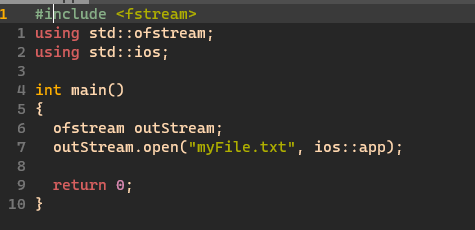 1 #include <fstream>
1 using std::ofstream;
2 using std::ios;
3
4 int main()
5 {
6 ofstream outStream;
7 outStream.open("myFile.txt", ios::app);
8
9 return 0;
10 }